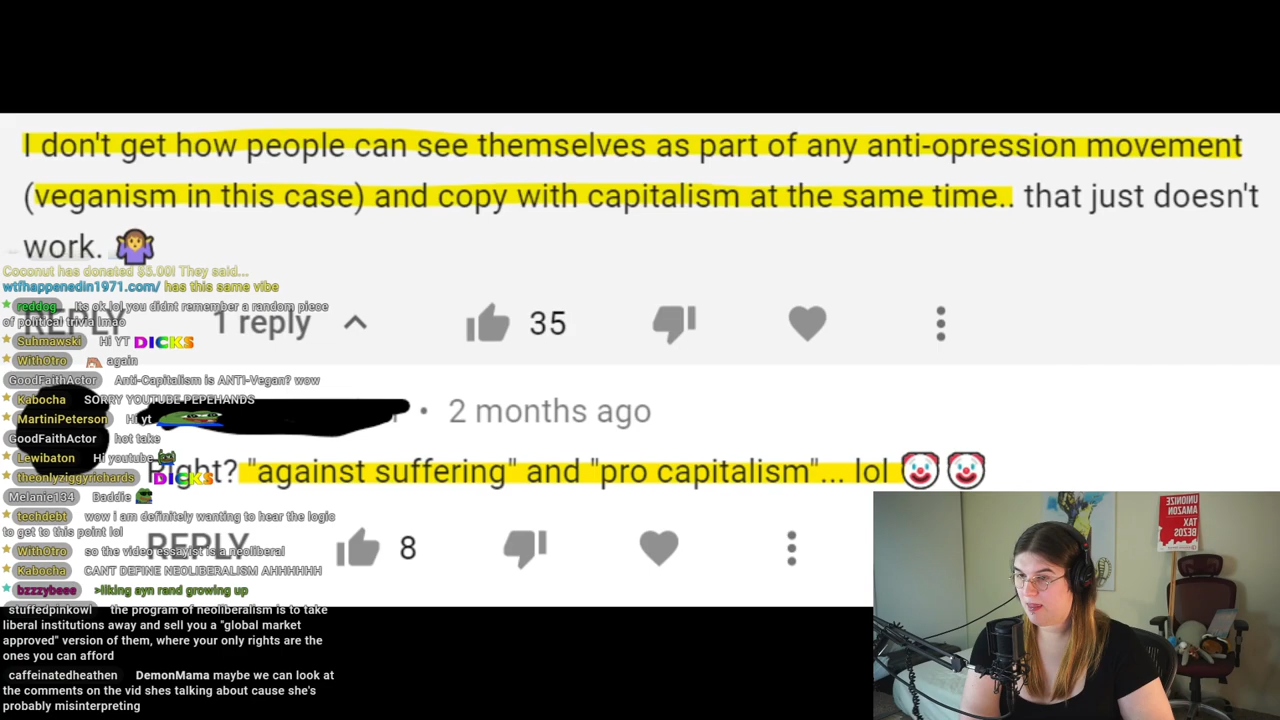 I don't get how people can see themselves as part of any anti-opression movement
(veganism in this case) and copy with capitalism at the same time.. that just doesn't
work. 🤷‍♀️
REPLY 1 reply 35
• 2 months ago
Right? "against suffering" and "pro capitalism"... lol 🤡 🤡
REPLY 8
Coconut has donated $5.00! They said...
wtfhappenedin1971.com/ has this same vibe
reddog Its ok lol you didnt remember a random piece
of political trivia lmao
Suhmawski Hi YT DICKS
WithOtro again
GoodFaithActor Anti-Capitalism is ANTI-Vegan? wow
Kabocha SORRY YOUTUBE PEPEHANDS
MartiniPeterson Hi yt
GoodFaithActor hot take
Lewibaton Hi youtube
theonlyziggyrichards DICKS
Melanie134 Baddie
techdebt wow i am definitely wanting to hear the logic
to get to this point lol
WithOtro so the video essayist is a neoliberal
Kabocha CANT DEFINE NEOLIBERALISM AHHHHHH
bzzzybeee >liking ayn rand growing up
stuffedpinkowl the program of neoliberalism is to take
liberal institutions away and sell you a "global market
approved" version of them, where your only rights are the
ones you can afford
caffeinatedheathen DemonMama maybe we can look at
the comments on the vid shes talking about cause she's
probably misinterpreting
UNIONIZE
AMAZON
TAX
BEZOS